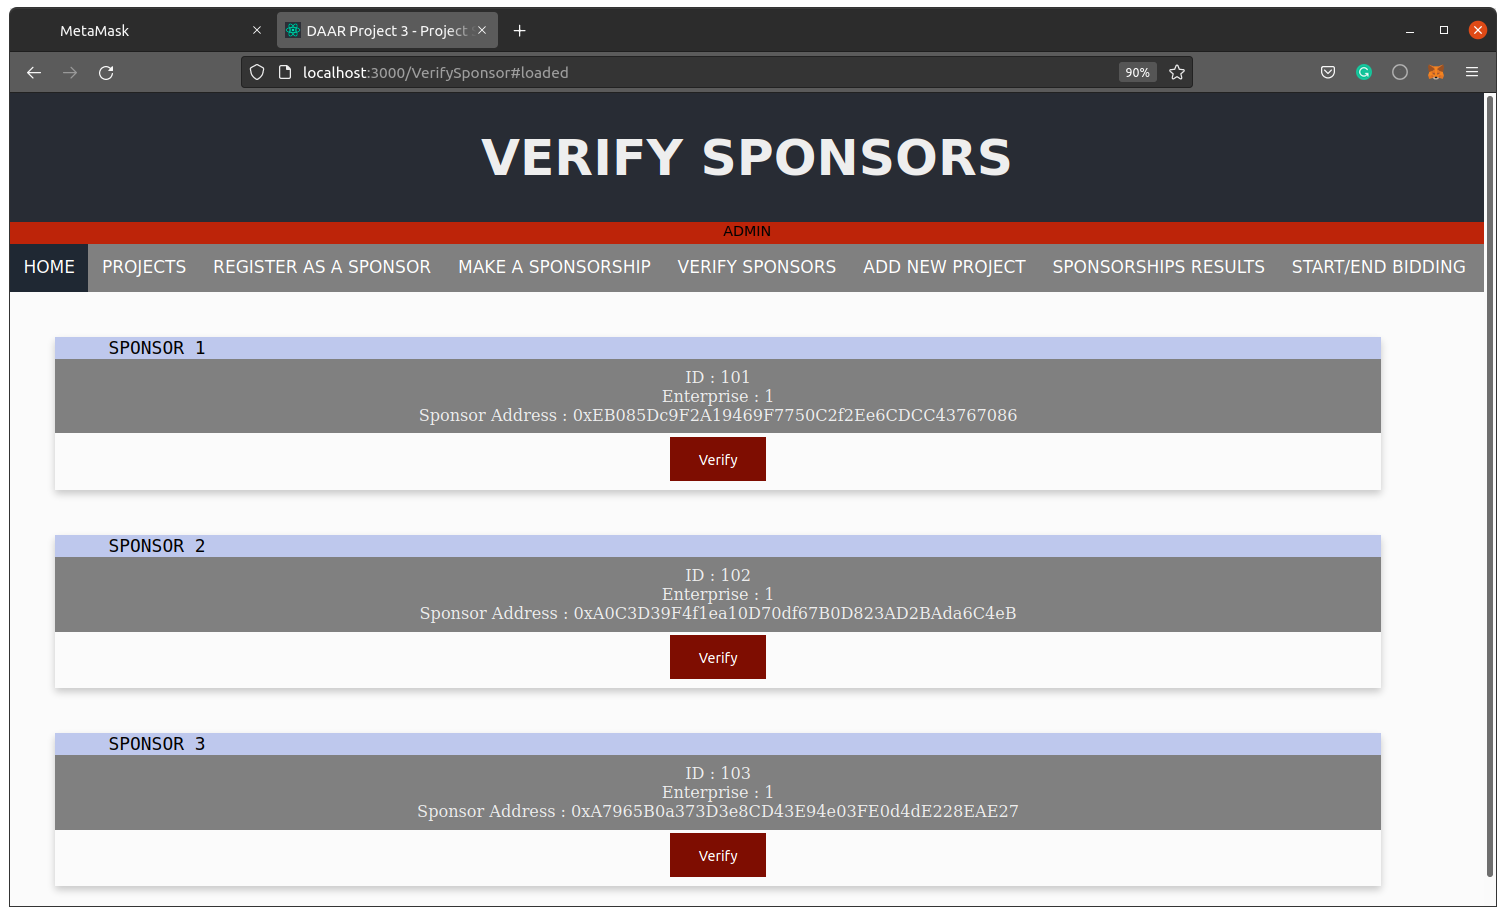 MetaMask
DAAR Project 3 - Project
localhost:3000/VerifySponsor#loaded
90%
VERIFY SPONSORS
ADMIN
HOME PROJECTS REGISTER AS A SPONSOR MAKE A SPONSORSHIP VERIFY SPONSORS ADD NEW PROJECT SPONSORSHIPS RESULTS START/END BIDDING
SPONSOR 1
ID : 101
Enterprise : 1
Sponsor Address : 0xEB085Dc9F2A19469F7750C2f2Ee6CDCC43767086
Verify
SPONSOR 2
ID : 102
Enterprise : 1
Sponsor Address : 0xA0C3D39F4f1ea10D70df67B0D823AD2BAda6C4eB
Verify
SPONSOR 3
ID : 103
Enterprise : 1
Sponsor Address : 0xA7965B0a373D3e8CD43E94e03FE0d4dE228EAE27
Verify